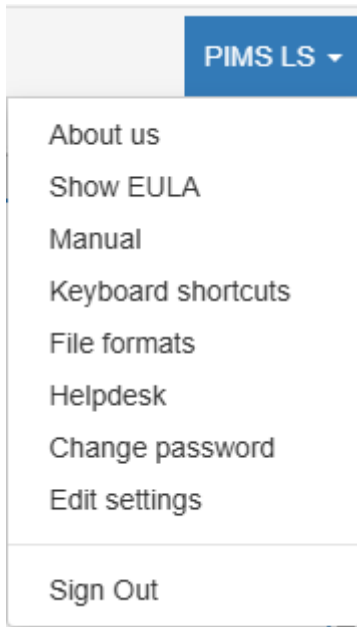 PIMS LS
About us
Show EULA
Manual
Keyboard shortcuts
File formats
Helpdesk
Change password
Edit settings
Sign Out